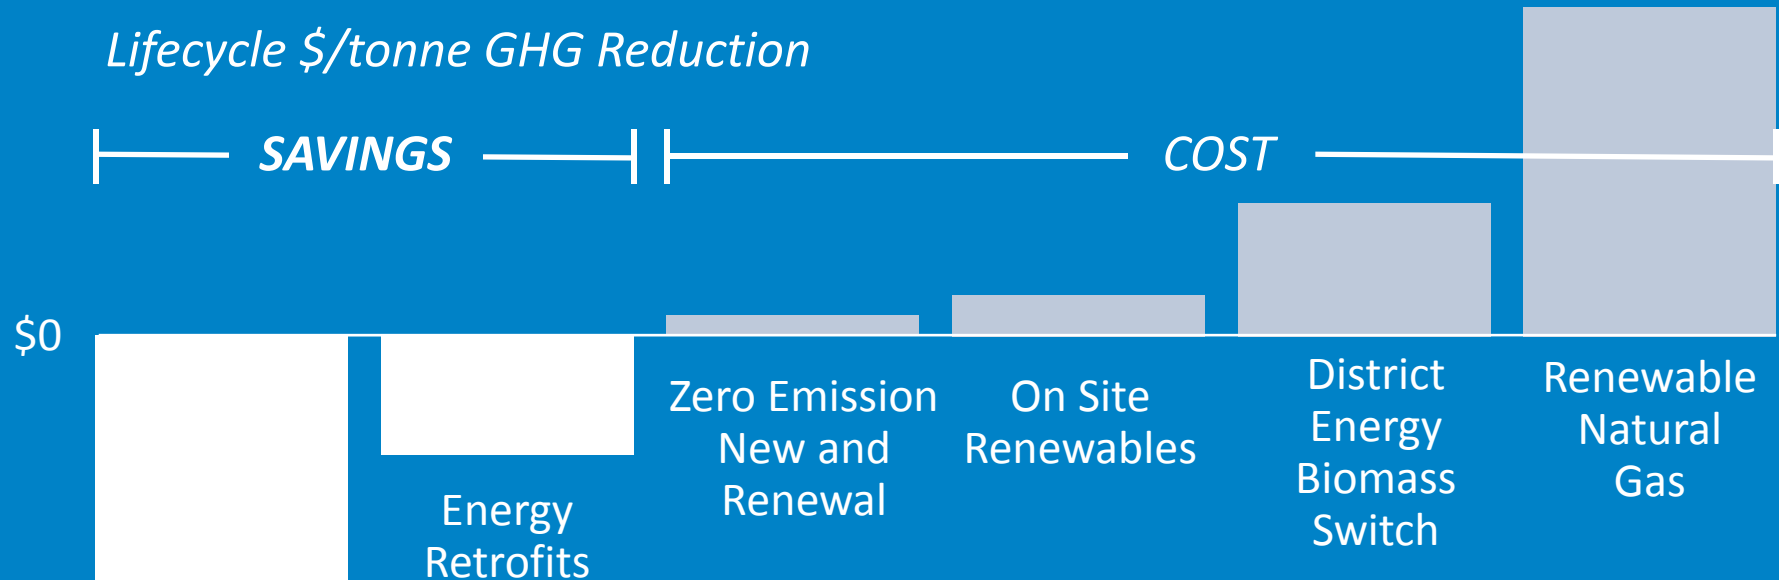 Lifecycle $/tonne GHG Reduction
SAVINGS
COST
$0
Energy
Retrofits
Zero Emission
New and
Renewal
On Site
Renewables
District
Energy
Biomass
Switch
Renewable
Natural
Gas